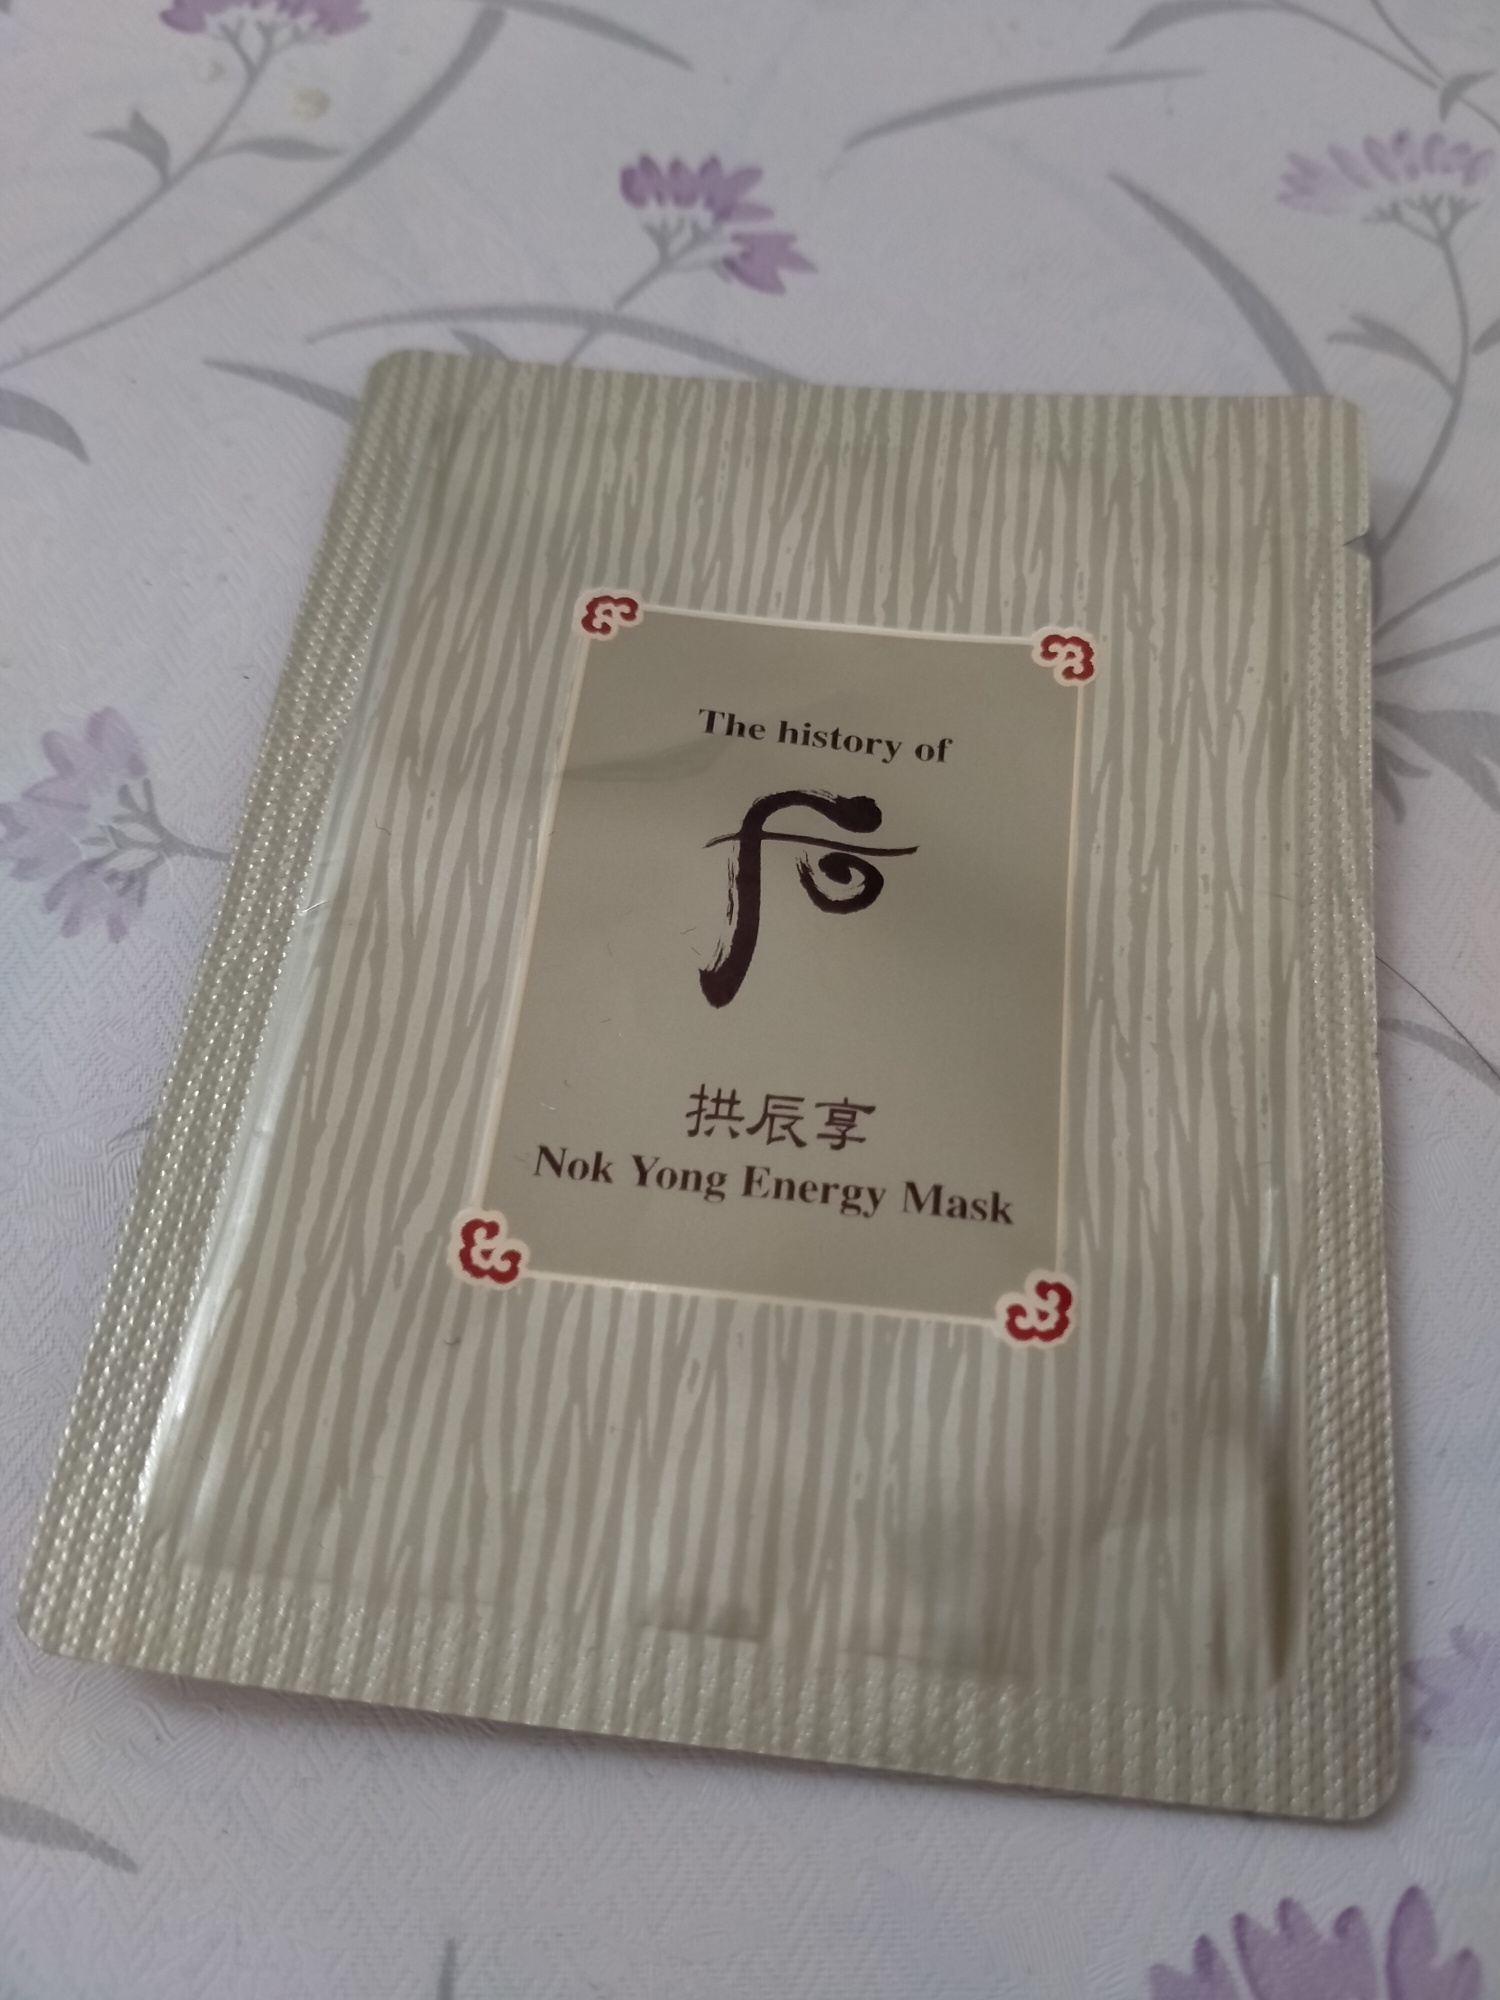 The history of
后
拱辰享
Nok Yong Energy Mask